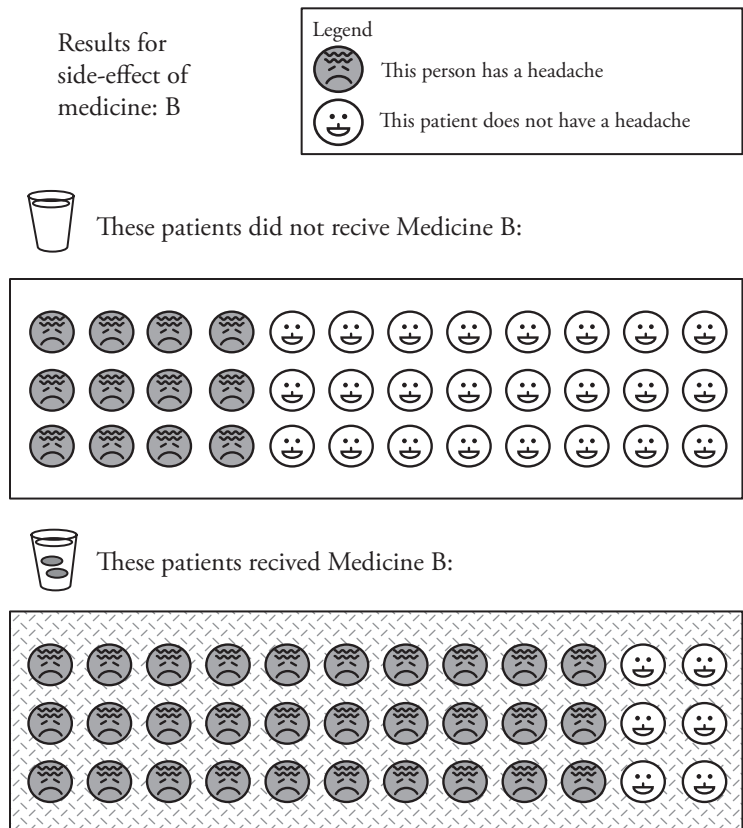 Results for
side-effect of
medicine: B
Legend
This person has a headache
This patient does not have a headache
These patients did not recive Medicine B:
These patients recived Medicine B: